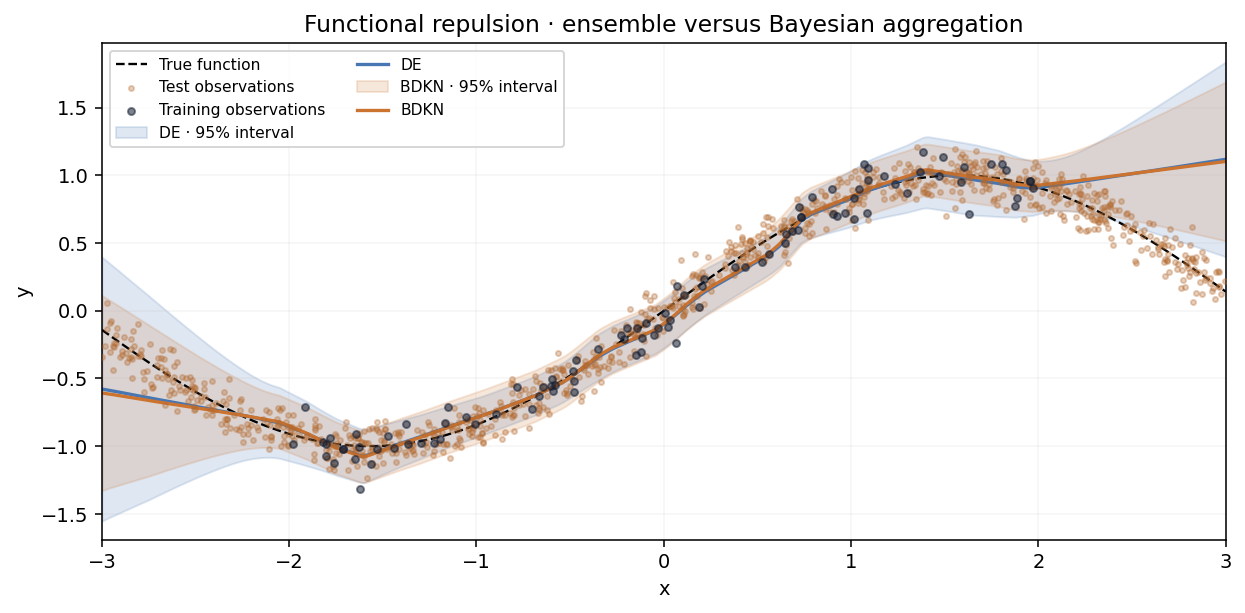 Functional repulsion · ensemble versus Bayesian aggregation
True function
Test observations
Training observations
DE · 95% interval
DE
BDKN · 95% interval
BDKN
y
1.5
1.0
0.5
0.0
−0.5
−1.0
−1.5
−3
−2
−1
0
1
2
3
x